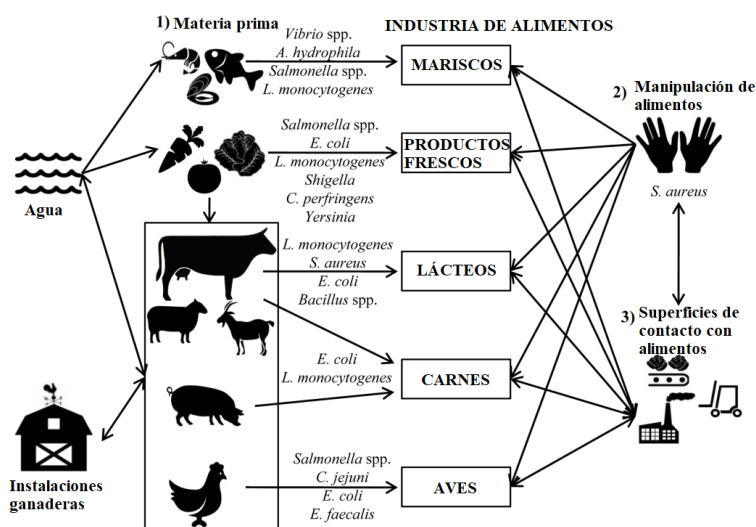 1) Materia prima
INDUSTRIA DE ALIMENTOS
Vibrio spp.
A. hydrophila
Salmonella spp.
L. monocytogenes
MARISCOS
2) Manipulación de
alimentos
Salmonella spp.
E. coli
L. monocytogenes
Shigella
C. perfringens
Yersinia
PRODUCTOS
FRESCOS
S. aureus
Agua
L. monocytogenes
S. aureus
E. coli
Bacillus spp.
LÁCTEOS
3) Superficies de
contacto con
alimentos
E. coli
L. monocytogenes
CARNES
Instalaciones
ganaderas
Salmonella spp.
C. jejuni
E. coli
E. faecalis
AVES